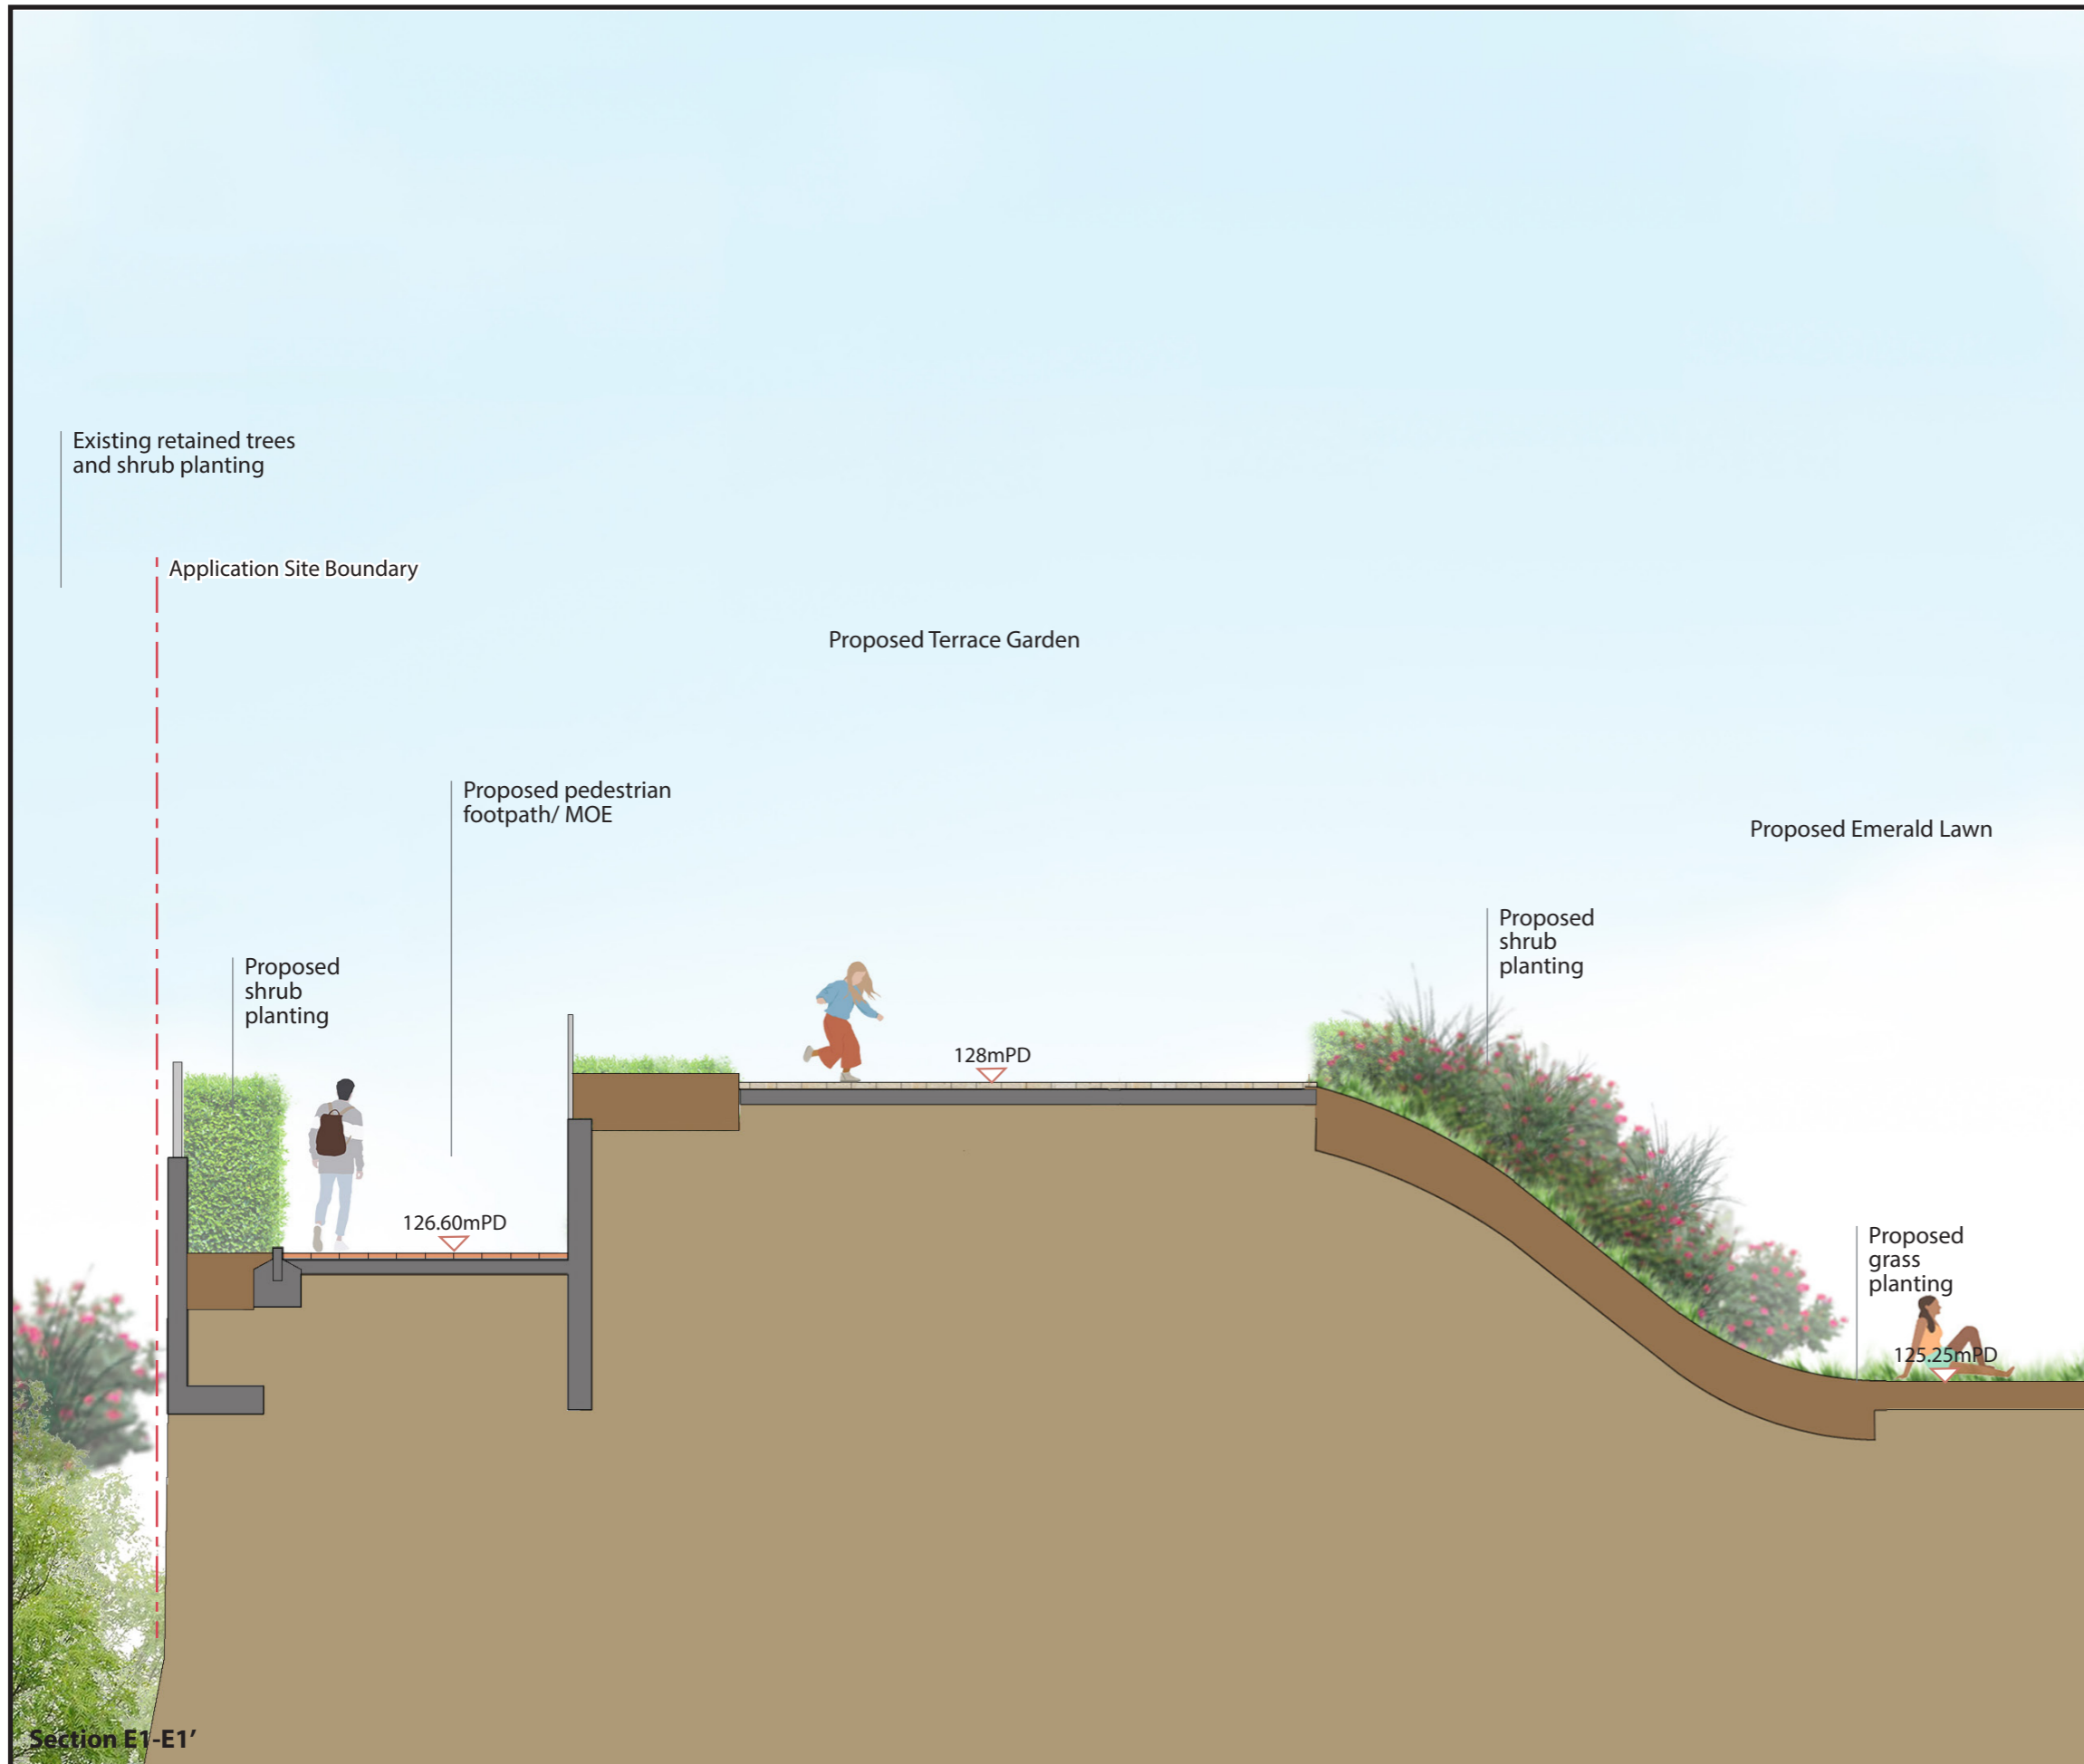 Existing retained trees
and shrub planting
Application Site Boundary
Proposed Terrace Garden
Proposed pedestrian
footpath/ MOE
Proposed Emerald Lawn
Proposed
shrub
planting
Proposed
shrub
planting
128mPD
126.60mPD
Proposed
grass
planting
125.25mPD
Section E1-E1’